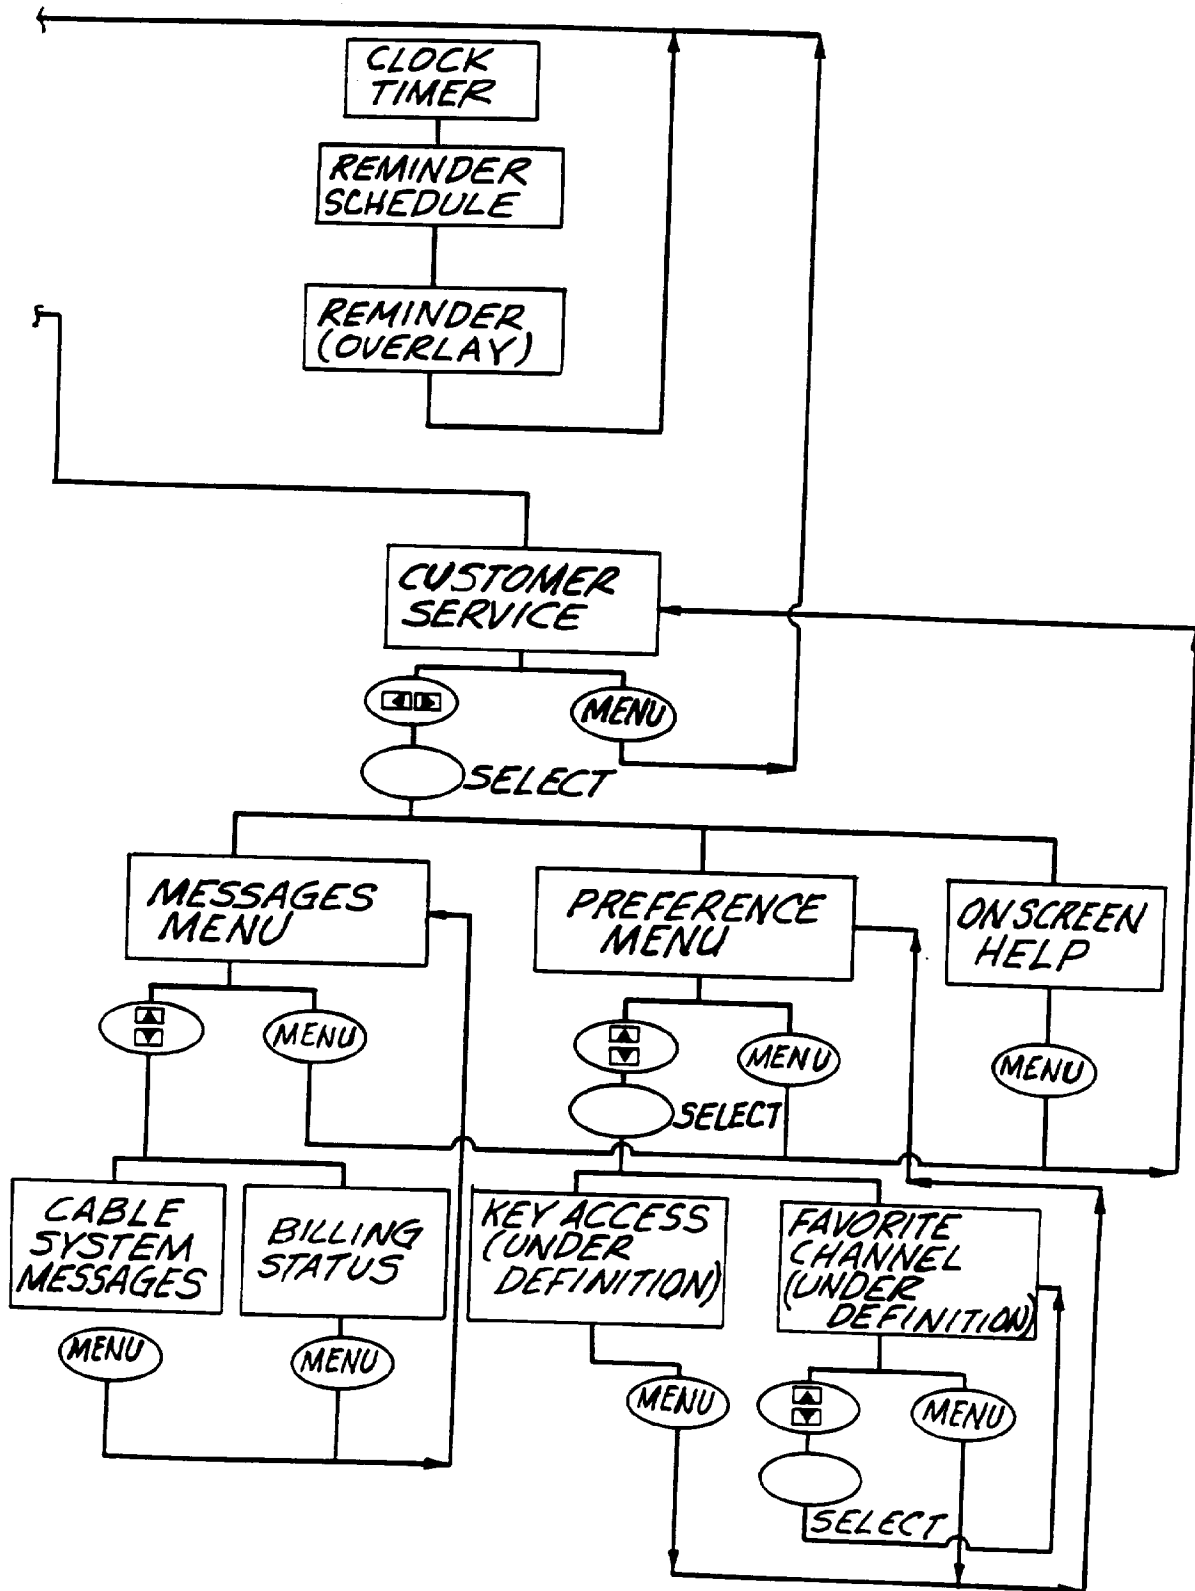 CLOCK
TIMER
REMINDER
SCHEDULE
REMINDER
(OVERLAY)
CUSTOMER
SERVICE
MENU
SELECT
MESSAGES
MENU
PREFERENCE
MENU
ON SCREEN
HELP
MENU
MENU
MENU
SELECT
CABLE
SYSTEM
MESSAGES
BILLING
STATUS
KEY ACCESS
(UNDER
DEFINITION)
FAVORITE
CHANNEL
(UNDER
DEFINITION)
MENU
MENU
MENU
MENU
SELECT